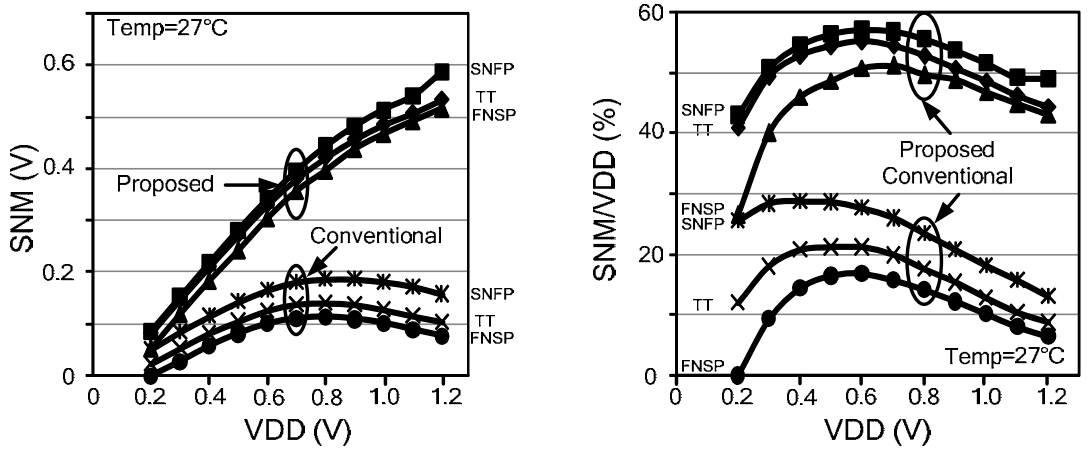 Temp=27°C
SNM (V)
0.6
0.4
0.2
0
SNFP
TT
FNSP
Proposed
Conventional
SNFP
TT
FNSP
0 0.2 0.4 0.6 0.8 1.0 1.2
VDD (V)
SNM/VDD (%)
60
40
20
0
SNFP
TT
Proposed
Conventional
FNSP
SNFP
TT
FNSP
Temp=27°C
0 0.2 0.4 0.6 0.8 1.0 1.2
VDD (V)